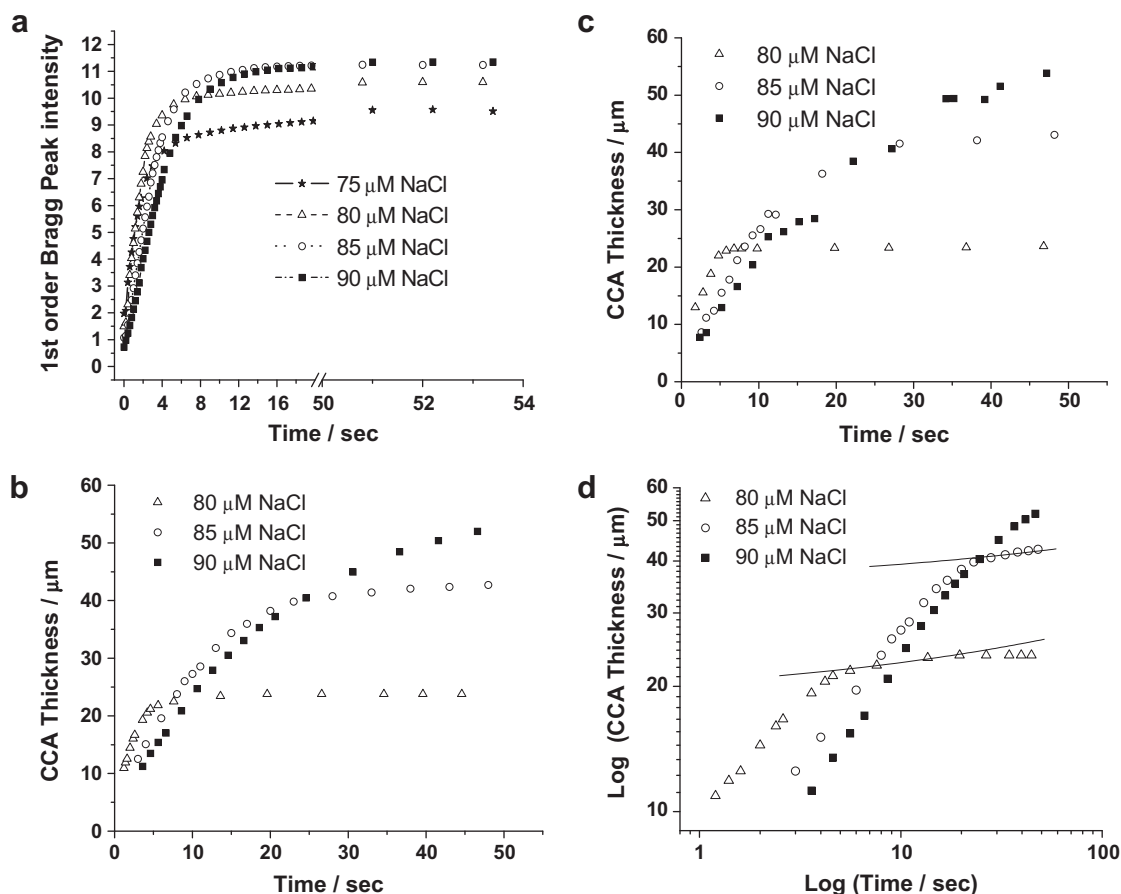 a
12
11
10
9
8
7
6
5
4
3
2
1
0
1st order Bragg Peak intensity
75 μM NaCl
80 μM NaCl
85 μM NaCl
90 μM NaCl
0 4 8 12 16 50 52 54
Time / sec
b
60
50
40
30
20
10
0
CCA Thickness / μm
80 μM NaCl
85 μM NaCl
90 μM NaCl
0 10 20 30 40 50
Time / sec
c
60
50
40
30
20
10
0
CCA Thickness / μm
80 μM NaCl
85 μM NaCl
90 μM NaCl
0 10 20 30 40 50
Time / sec
d
60
50
40
30
20
10
Log (CCA Thickness / μm)
80 μM NaCl
85 μM NaCl
90 μM NaCl
1 10 100
Log (Time / sec)